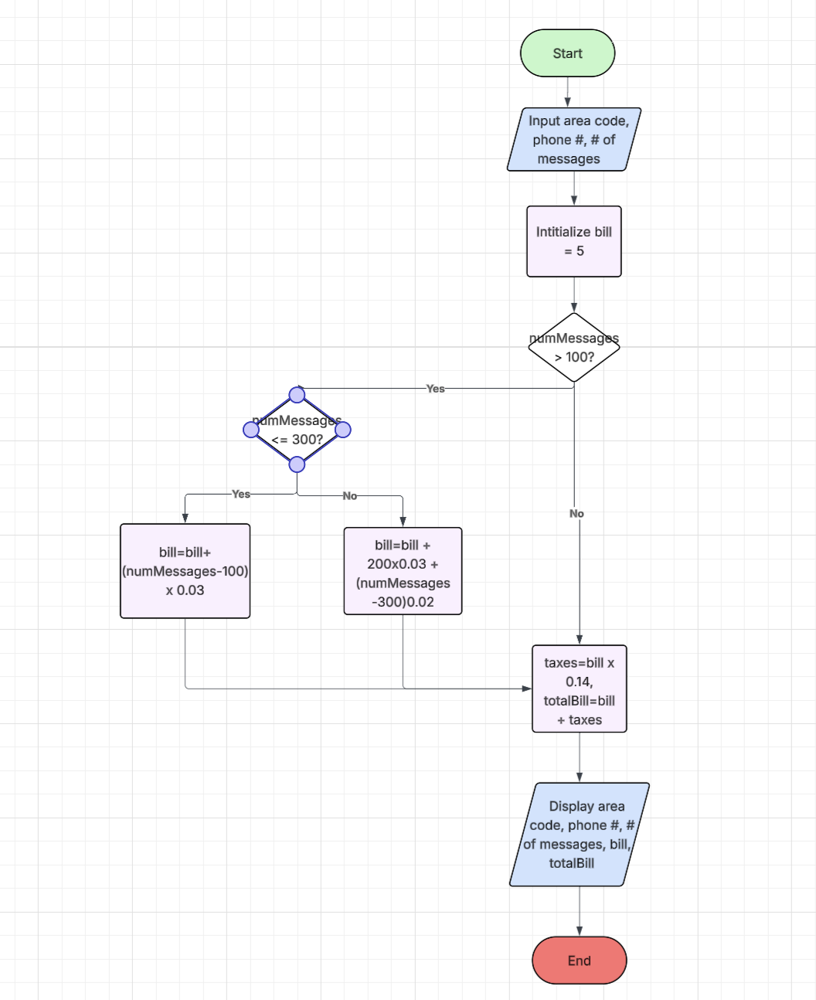 Start
Input area code,
phone #, # of
messages
Intitialize bill
= 5
numMessages
> 100?
Yes
numMessages
<= 300?
Yes
No
No
bill=bill+
(numMessages-100)
x 0.03
bill=bill +
200x0.03 +
(numMessages
-300)0.02
taxes=bill x
0.14,
totalBill=bill
+ taxes
Display area
code, phone #, #
of messages, bill,
totalBill
End